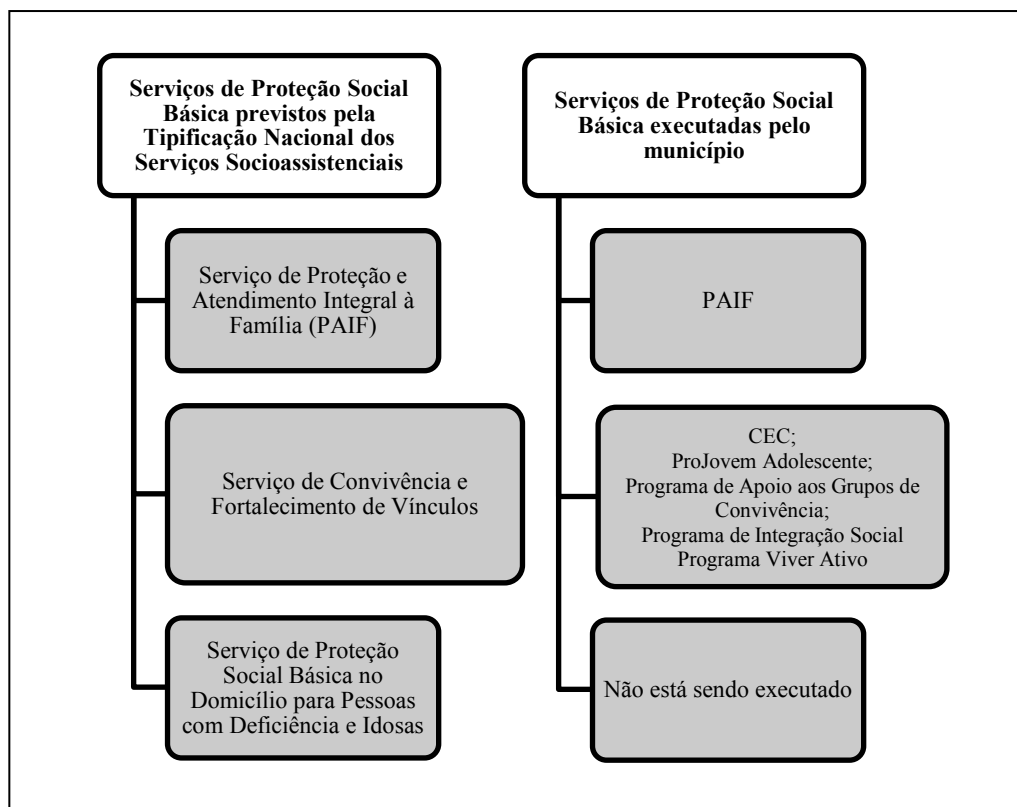 Serviços de Proteção Social
Básica previstos pela
Tipificação Nacional dos
Serviços Socioassistenciais
Serviço de Proteção e
Atendimento Integral à
Família (PAIF)
Serviço de Convivência e
Fortalecimento de Vínculos
Serviço de Proteção
Social Básica no
Domicílio para Pessoas
com Deficiência e Idosas
Serviços de Proteção Social
Básica executadas pelo
município
PAIF
CEC;
ProJovem Adolescente;
Programa de Apoio aos Grupos de
Convivência;
Programa de Integração Social
Programa Viver Ativo
Não está sendo executado